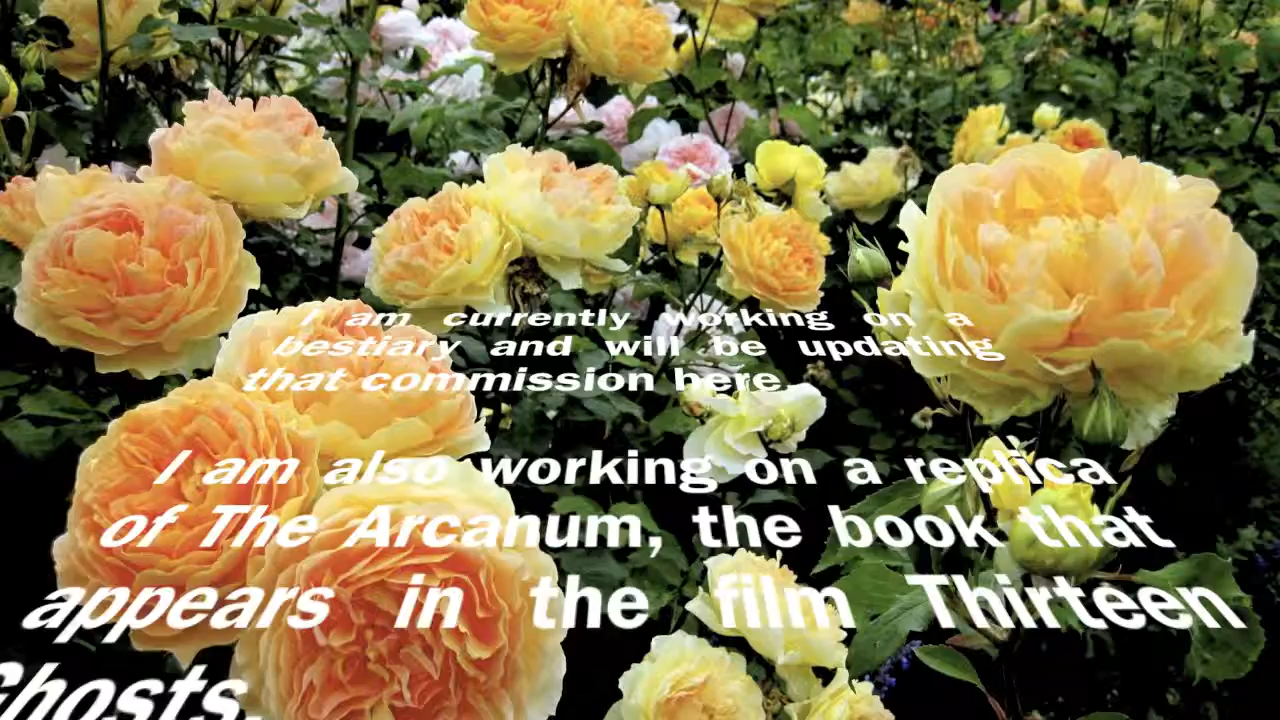 I am currently working on a
bestiary and will be updating
that commission here.
I am also working on a replica
of The Arcanum, the book that
appears in the film Thirteen
Ghosts.